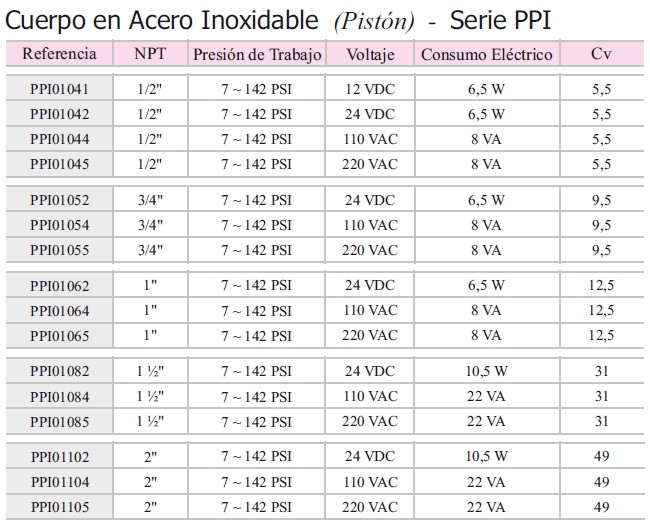 Cuerpo en Acero Inoxidable (Pistón) - Serie PPI
Referencia NPT Presión de Trabajo Voltaje Consumo Eléctrico Cv
PPI01041 1/2" 7 ~ 142 PSI 12 VDC 6,5 W 5,5
PPI01042 1/2" 7 ~ 142 PSI 24 VDC 6,5 W 5,5
PPI01044 1/2" 7 ~ 142 PSI 110 VAC 8 VA 5,5
PPI01045 1/2" 7 ~ 142 PSI 220 VAC 8 VA 5,5
PPI01052 3/4" 7 ~ 142 PSI 24 VDC 6,5 W 9,5
PPI01054 3/4" 7 ~ 142 PSI 110 VAC 8 VA 9,5
PPI01055 3/4" 7 ~ 142 PSI 220 VAC 8 VA 9,5
PPI01062 1" 7 ~ 142 PSI 24 VDC 6,5 W 12,5
PPI01064 1" 7 ~ 142 PSI 110 VAC 8 VA 12,5
PPI01065 1" 7 ~ 142 PSI 220 VAC 8 VA 12,5
PPI01082 1 ½" 7 ~ 142 PSI 24 VDC 10,5 W 31
PPI01084 1 ½" 7 ~ 142 PSI 110 VAC 22 VA 31
PPI01085 1 ½" 7 ~ 142 PSI 220 VAC 22 VA 31
PPI01102 2" 7 ~ 142 PSI 24 VDC 10,5 W 49
PPI01104 2" 7 ~ 142 PSI 110 VAC 22 VA 49
PPI01105 2" 7 ~ 142 PSI 220 VAC 22 VA 49